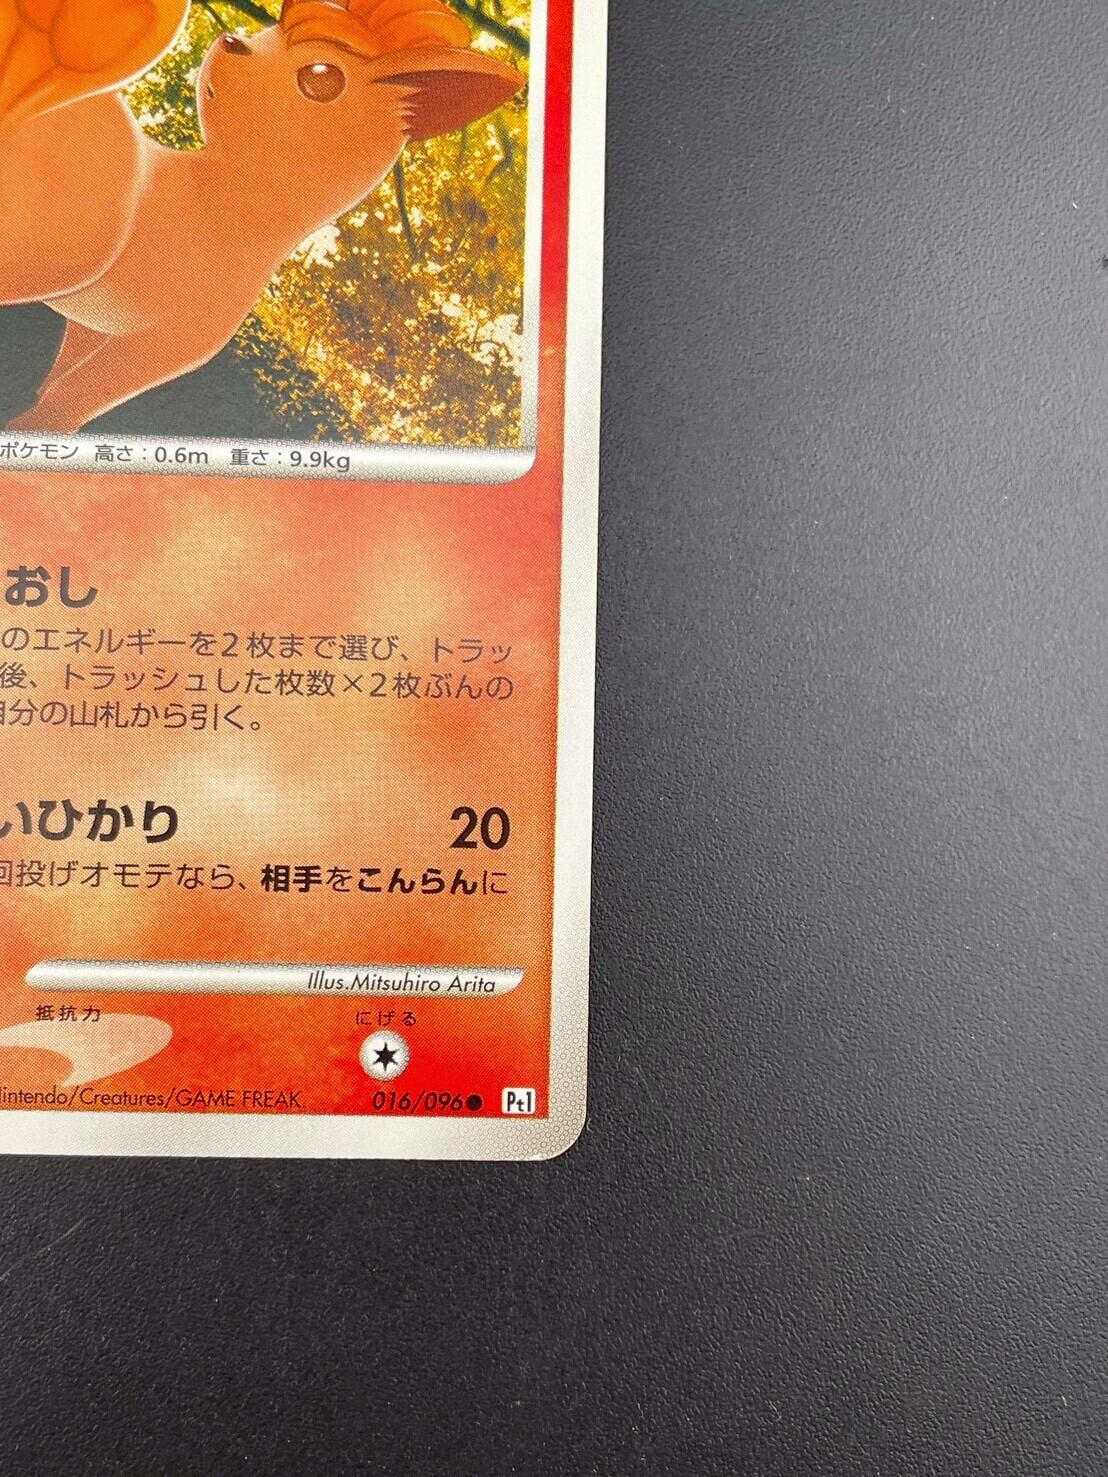 ポケモン 高さ：0.6m 重さ：9.9kg
おし
のエネルギーを2枚まで選び、トラッ
後、トラッシュした枚数×2枚ぶんの
自分の山札から引く。
いひかり 20
回投げオモテなら、相手をこんらんに
Illus.Mitsuhiro Arita
抵抗力 にげる
intendo/Creatures/GAME FREAK. 016/096 Pt1